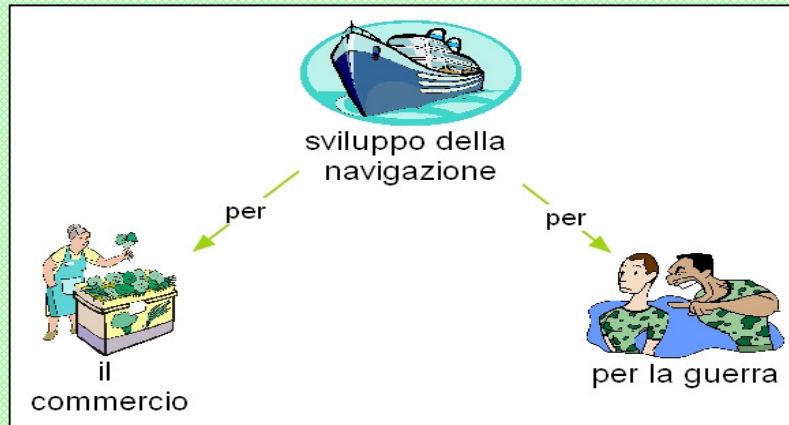 sviluppo della
navigazione
per
per
il
commercio
per la guerra